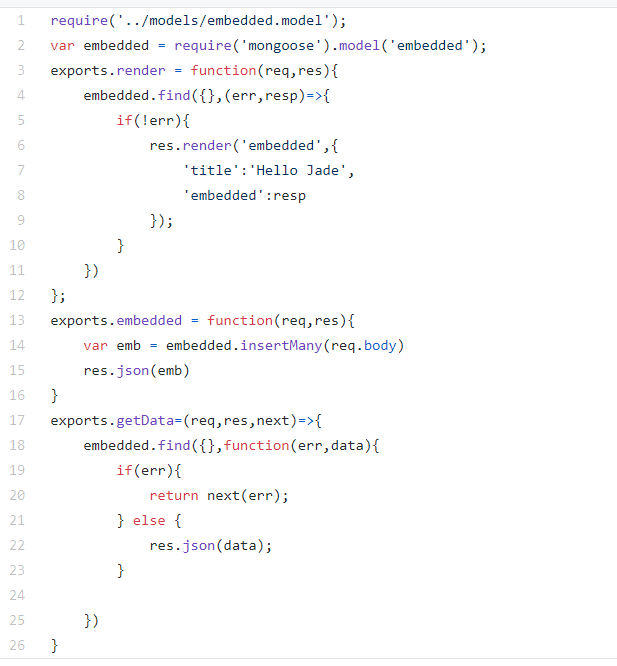 1 require('../models/embedded.model');
2 var embedded = require('mongoose').model('embedded');
3 exports.render = function(req,res){
4     embedded.find({},(err,resp)=>{
5         if(!err){
6             res.render('embedded',{
7                 'title':'Hello Jade',
8                 'embedded':resp
9             });
10         }
11     })
12 };
13 exports.embedded = function(req,res){
14     var emb = embedded.insertMany(req.body)
15     res.json(emb)
16 }
17 exports.getData=(req,res,next)=>{
18     embedded.find({},function(err,data){
19         if(err){
20             return next(err);
21         } else {
22             res.json(data);
23         }
24
25     })
26 }